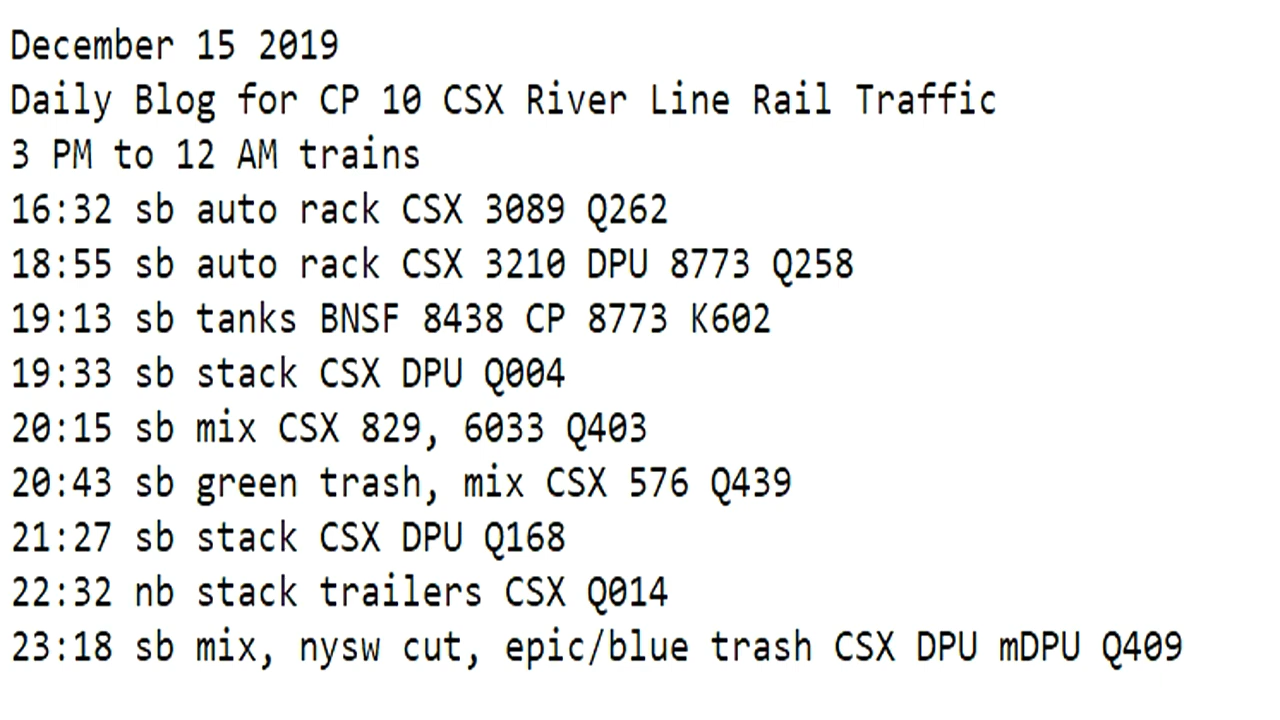 December 15 2019
Daily Blog for CP 10 CSX River Line Rail Traffic
3 PM to 12 AM trains
16:32 sb auto rack CSX 3089 Q262
18:55 sb auto rack CSX 3210 DPU 8773 Q258
19:13 sb tanks BNSF 8438 CP 8773 K602
19:33 sb stack CSX DPU Q004
20:15 sb mix CSX 829, 6033 Q403
20:43 sb green trash, mix CSX 576 Q439
21:27 sb stack CSX DPU Q168
22:32 nb stack trailers CSX Q014
23:18 sb mix, nysw cut, epic/blue trash CSX DPU mDPU Q409